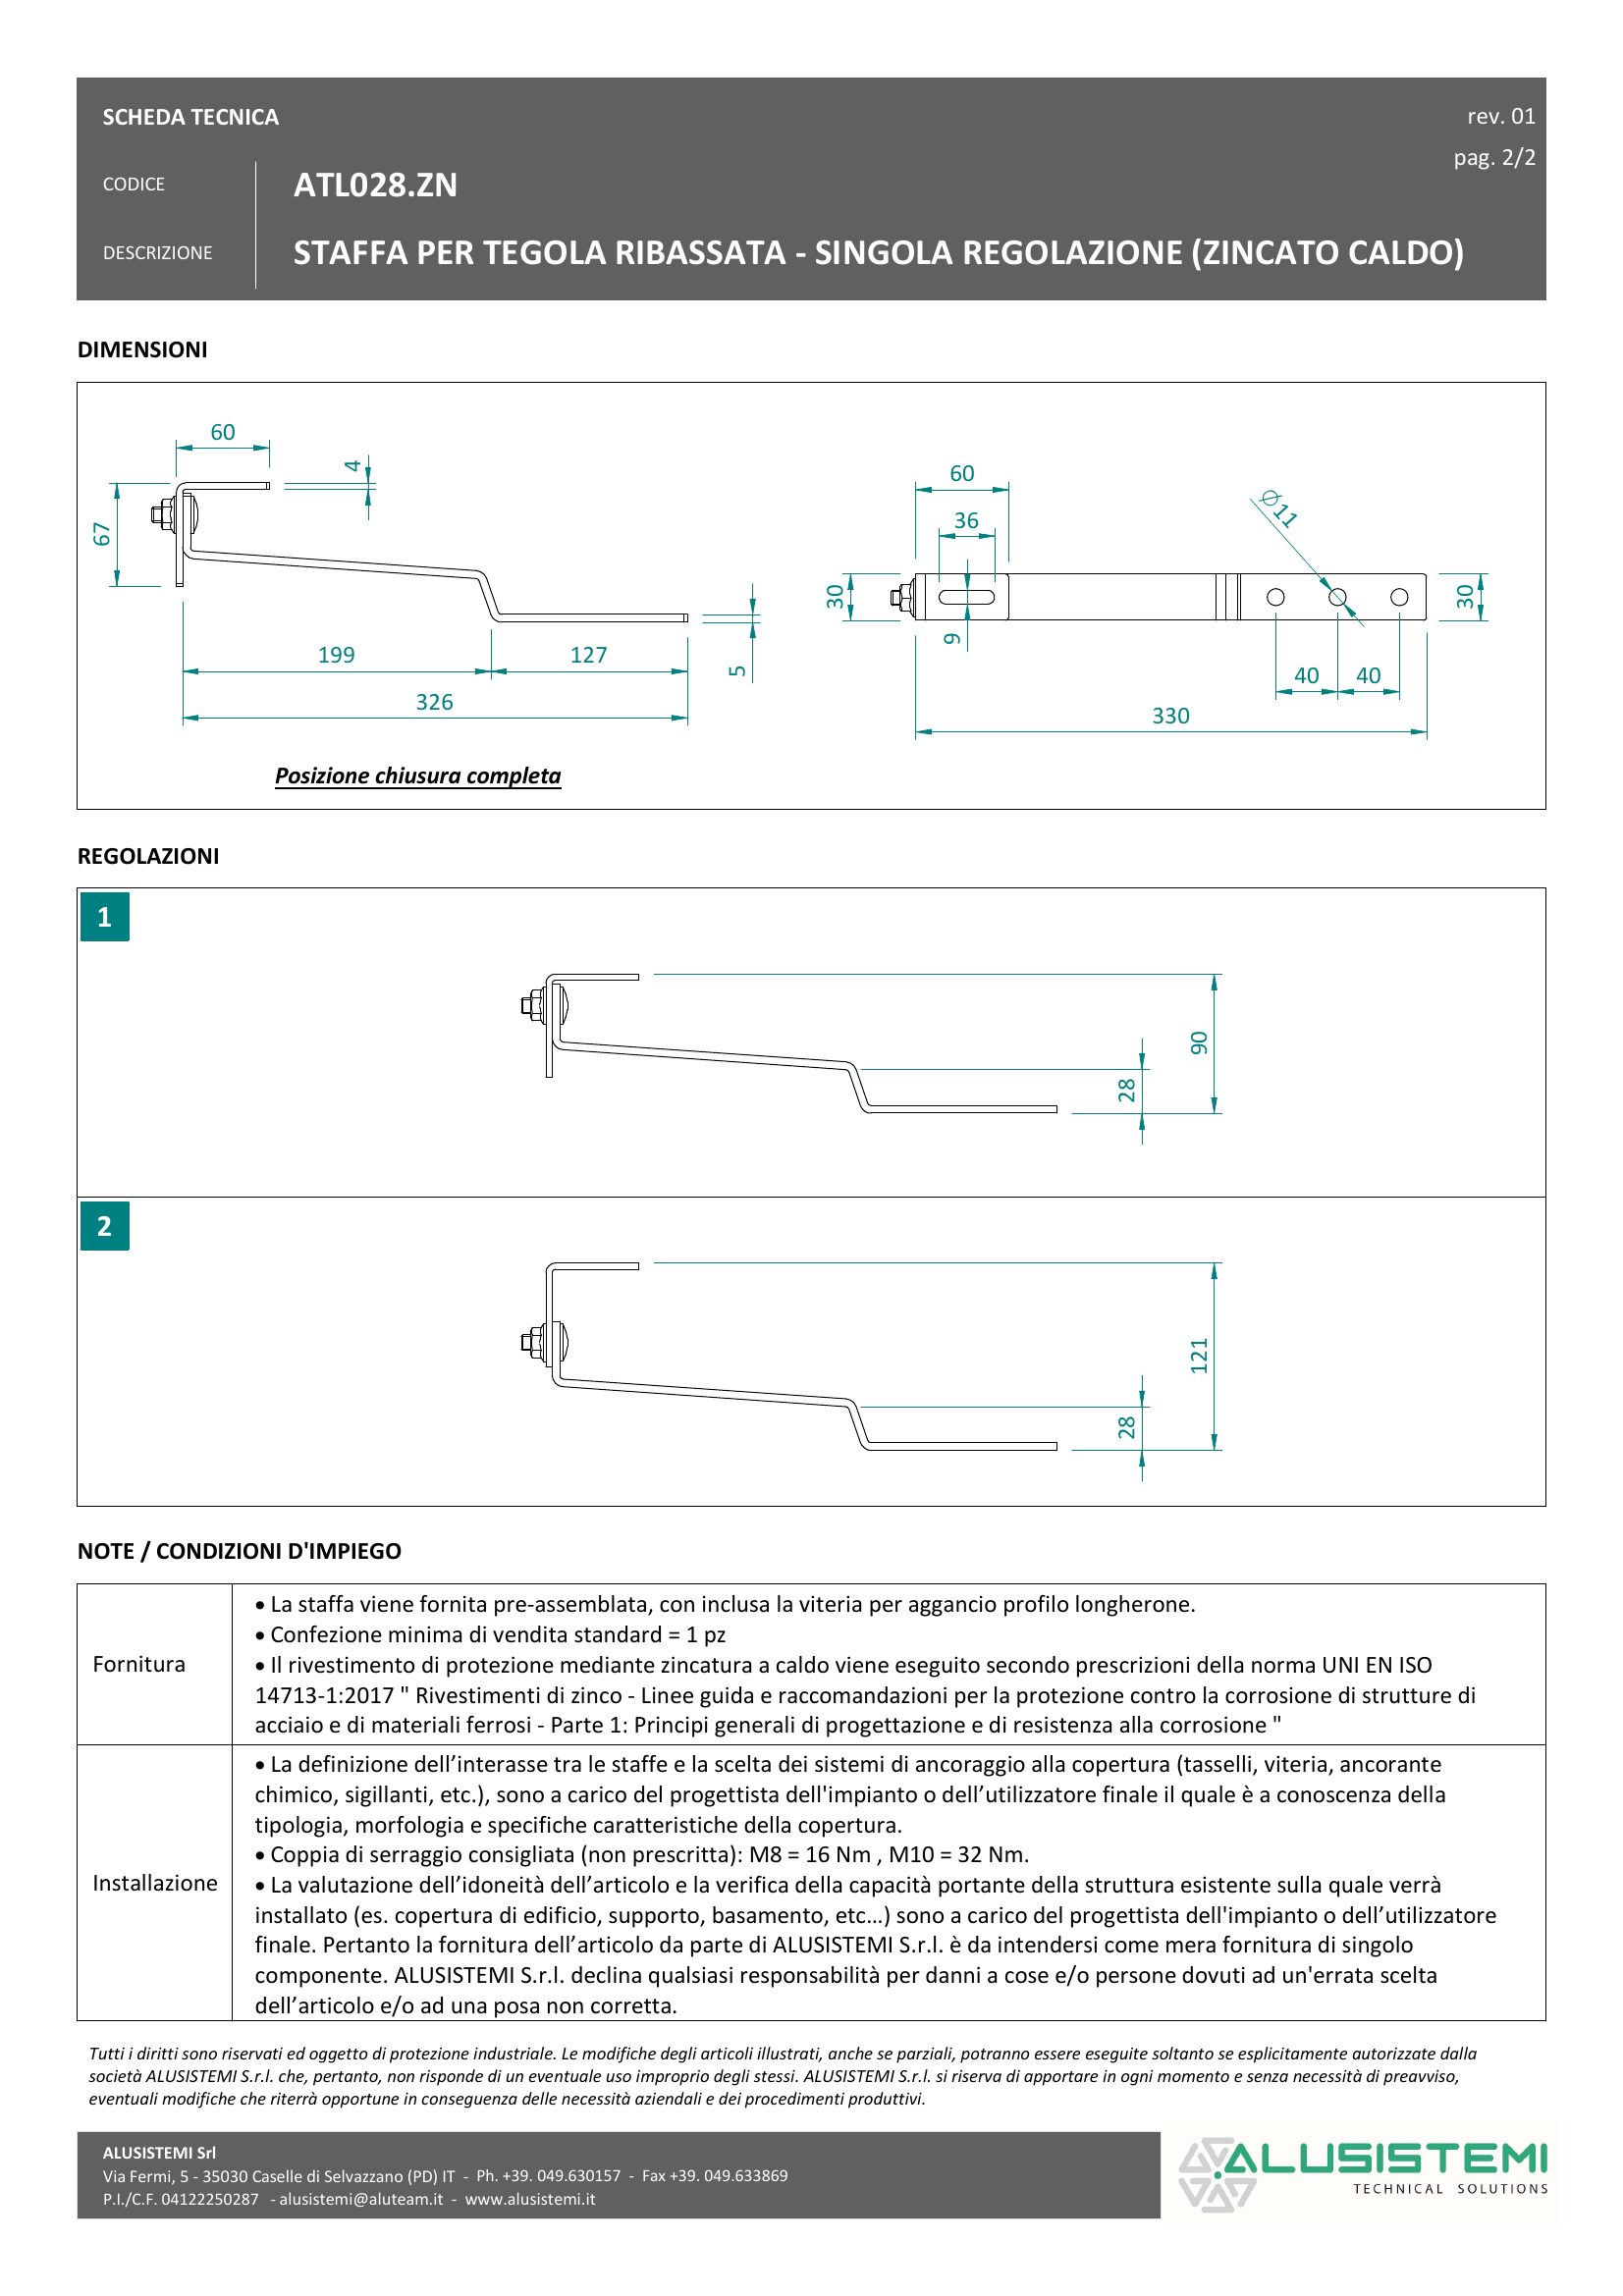 SCHEDA TECNICA
rev. 01
pag. 2/2
CODICE
ATL028.ZN
DESCRIZIONE
STAFFA PER TEGOLA RIBASSATA - SINGOLA REGOLAZIONE (ZINCATO CALDO)
DIMENSIONI
60
4
67
199
127
326
5
Posizione chiusura completa
60
36
Ø11
30
30
9
40
40
330
REGOLAZIONI
1
90
28
2
121
28
NOTE / CONDIZIONI D'IMPIEGO
Fornitura
• La staffa viene fornita pre-assemblata, con inclusa la viteria per aggancio profilo longherone.
• Confezione minima di vendita standard = 1 pz
• Il rivestimento di protezione mediante zincatura a caldo viene eseguito secondo prescrizioni della norma UNI EN ISO
14713-1:2017 " Rivestimenti di zinco - Linee guida e raccomandazioni per la protezione contro la corrosione di strutture di
acciaio e di materiali ferrosi - Parte 1: Principi generali di progettazione e di resistenza alla corrosione "
Installazione
• La definizione dell’interasse tra le staffe e la scelta dei sistemi di ancoraggio alla copertura (tasselli, viteria, ancorante
chimico, sigillanti, etc.), sono a carico del progettista dell'impianto o dell’utilizzatore finale il quale è a conoscenza della
tipologia, morfologia e specifiche caratteristiche della copertura.
• Coppia di serraggio consigliata (non prescritta): M8 = 16 Nm , M10 = 32 Nm.
• La valutazione dell’idoneità dell’articolo e la verifica della capacità portante della struttura esistente sulla quale verrà
installato (es. copertura di edificio, supporto, basamento, etc…) sono a carico del progettista dell'impianto o dell’utilizzatore
finale. Pertanto la fornitura dell’articolo da parte di ALUSISTEMI S.r.l. è da intendersi come mera fornitura di singolo
componente. ALUSISTEMI S.r.l. declina qualsiasi responsabilità per danni a cose e/o persone dovuti ad un'errata scelta
dell’articolo e/o ad una posa non corretta.
Tutti i diritti sono riservati ed oggetto di protezione industriale. Le modifiche degli articoli illustrati, anche se parziali, potranno essere eseguite soltanto se esplicitamente autorizzate dalla
società ALUSISTEMI S.r.l. che, pertanto, non risponde di un eventuale uso improprio degli stessi. ALUSISTEMI S.r.l. si riserva di apportare in ogni momento e senza necessità di preavviso,
eventuali modifiche che riterrà opportune in conseguenza delle necessità aziendali e dei procedimenti produttivi.
ALUSISTEMI Srl
Via Fermi, 5 - 35030 Caselle di Selvazzano (PD) IT - Ph. +39. 049.630157 - Fax +39. 049.633869
P.I./C.F. 04122250287 - alusistemi@aluteam.it - www.alusistemi.it
ALUSISTEMI
TECHNICAL SOLUTIONS